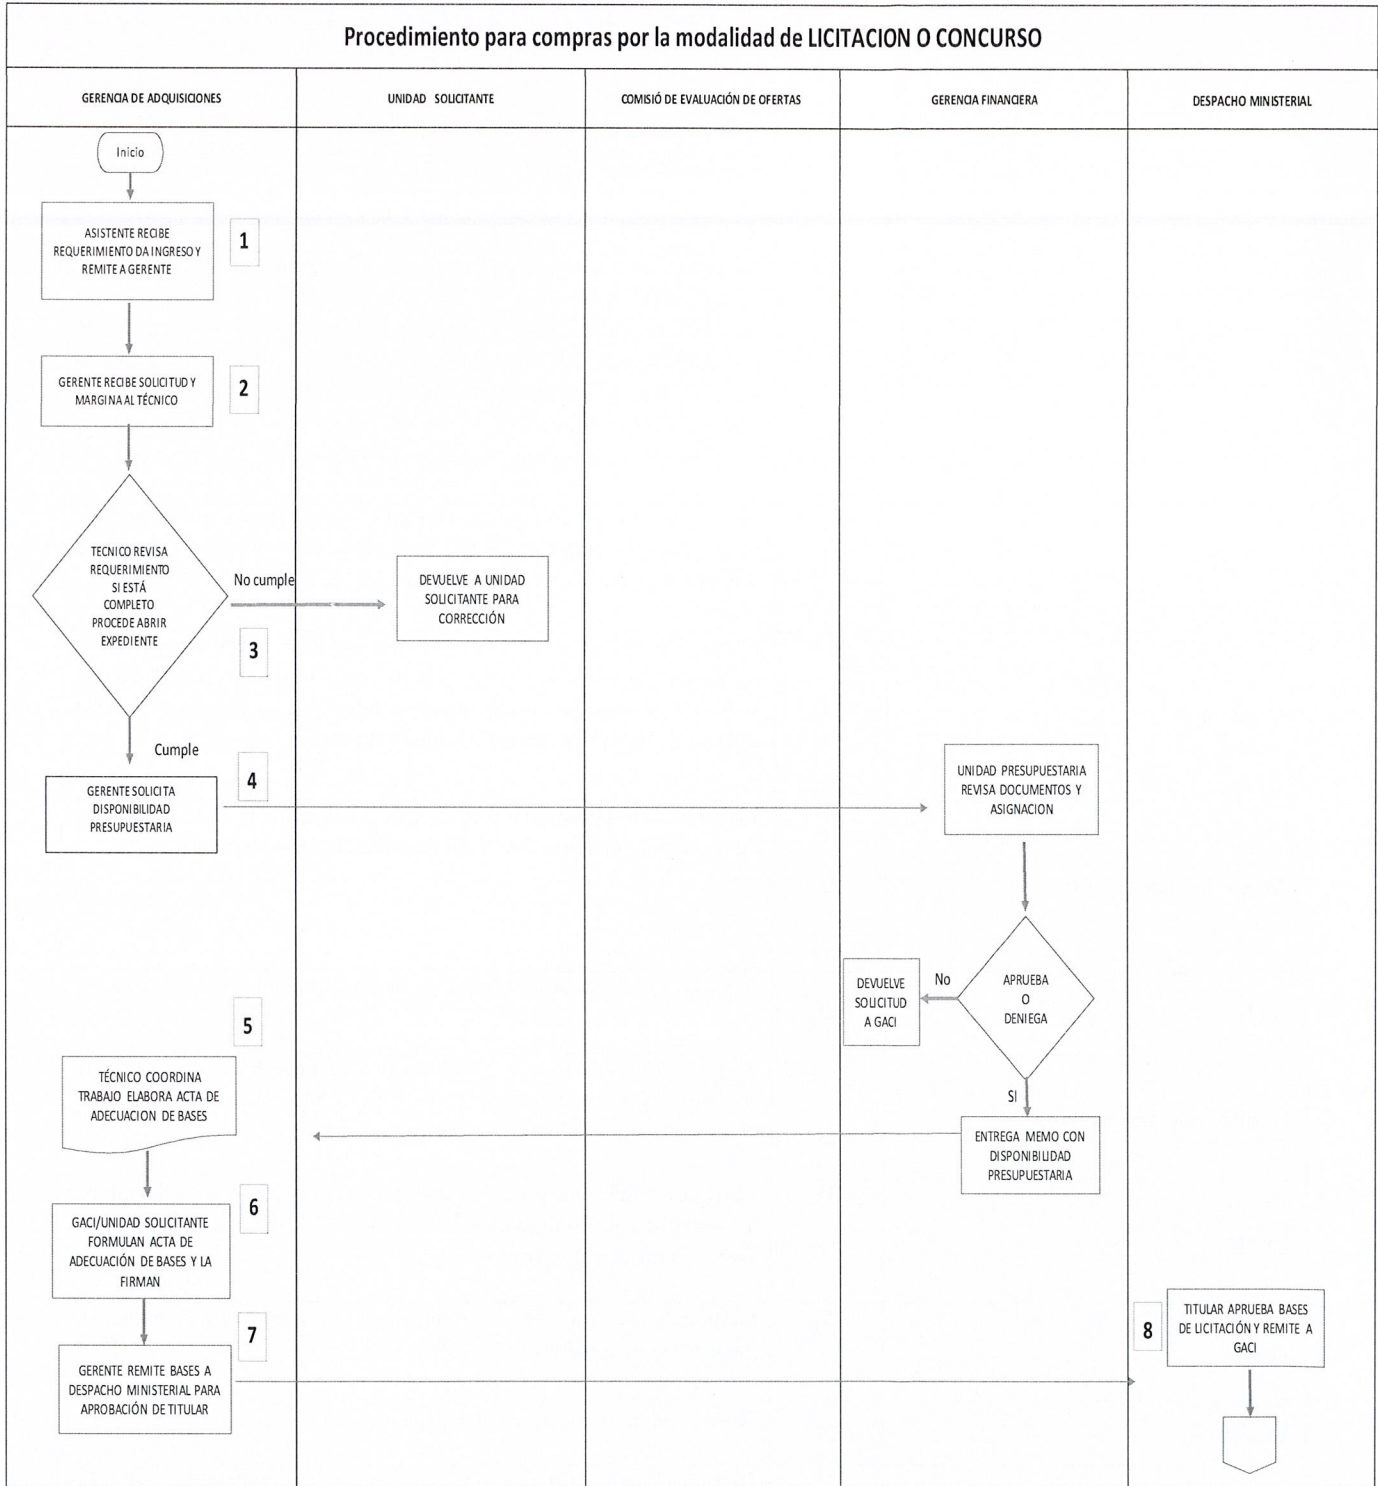 Procedimiento para compras por la modalidad de LICITACION O CONCURSO
GERENCIA DE ADQUISICIONES
UNIDAD SOLICITANTE
COMISIÓ DE EVALUACIÓN DE OFERTAS
GERENCIA FINANCIERA
DESPACHO MINISTERIAL
Inicio
ASISTENTE RECIBE
REQUERIMIENTO DA INGRESO Y
REMITE A GERENTE
1
GERENTE RECIBE SOLICITUD Y
MARGINA AL TÉCNICO
2
TECNICO REVISA
REQUERIMIENTO
SI ESTÁ
COMPLETO
PROCEDE ABRIR
EXPEDIENTE
No cumple
3
DEVUELVE A UNIDAD
SOLICITANTE PARA
CORRECCIÓN
Cumple
4
GERENTE SOLICITA
DISPONIBILIDAD
PRESUPUESTARIA
UNIDAD PRESUPUESTARIA
REVISA DOCUMENTOS Y
ASIGNACION
APRUEBA
O
DENIEGA
No
DEVUELVE
SOLICITUD
A GACI
SI
ENTREGA MEMO CON
DISPONIBILIDAD
PRESUPUESTARIA
5
TÉCNICO COORDINA
TRABAJO ELABORA ACTA DE
ADECUACION DE BASES
6
GACI/UNIDAD SOLICITANTE
FORMULAN ACTA DE
ADECUACIÓN DE BASES Y LA
FIRMAN
7
GERENTE REMITE BASES A
DESPACHO MINISTERIAL PARA
APROBACIÓN DE TITULAR
8
TITULAR APRUEBA BASES
DE LICITACIÓN Y REMITE A
GACI